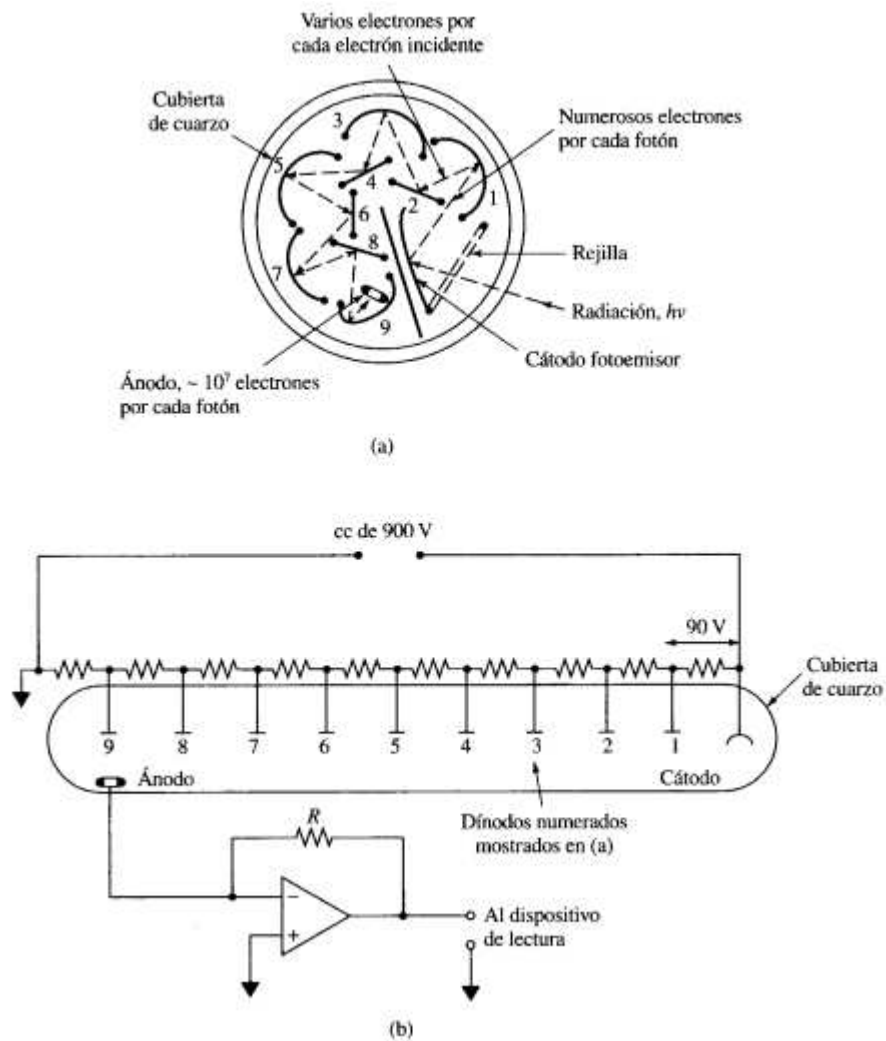 Varios electrones por
cada electrón incidente
Cubierta
de cuarzo
Numerosos electrones
por cada fotón
3
5
4
1
2
6
8
7
9
Rejilla
Radiación, hν
Cátodo fotoemisor
Ánodo, ~ 10⁷ electrones
por cada fotón
(a)
cc de 900 V
90 V
Cubierta
de cuarzo
9 8 7 6 5 4 3 2 1
Ánodo
Cátodo
Dínodos numerados
mostrados en (a)
R
−
+
Al dispositivo
de lectura
(b)